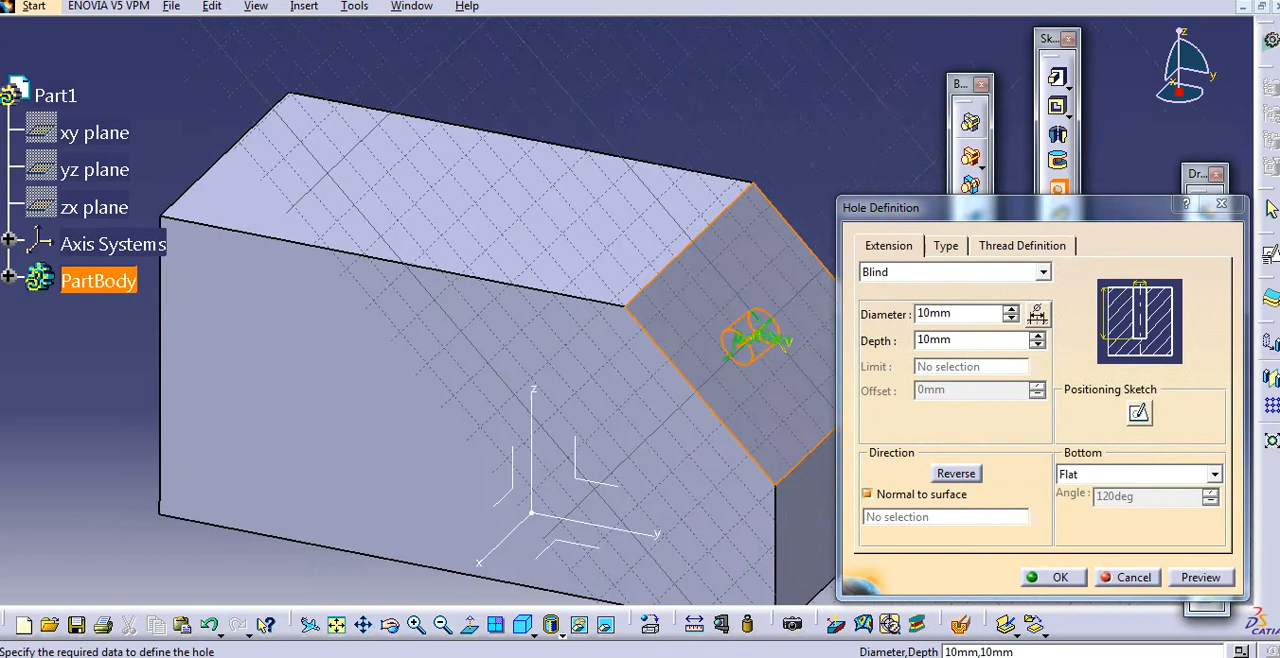 Start ENOVIA V5 VPM File Edit View Insert Tools Window Help
Part1
xy plane
yz plane
zx plane
Axis Systems
PartBody
z
y
x
z
y
x
B...
Sk...
Dr...
Hole Definition
Extension Type Thread Definition
Blind
Diameter : 10mm
Depth : 10mm
Limit : No selection
Offset : 0mm
Positioning Sketch
Direction
Reverse
Normal to surface
No selection
Bottom
Flat
Angle : 120deg
OK Cancel Preview
Specify the required data to define the hole
Diameter,Depth 10mm,10mm
CATIA